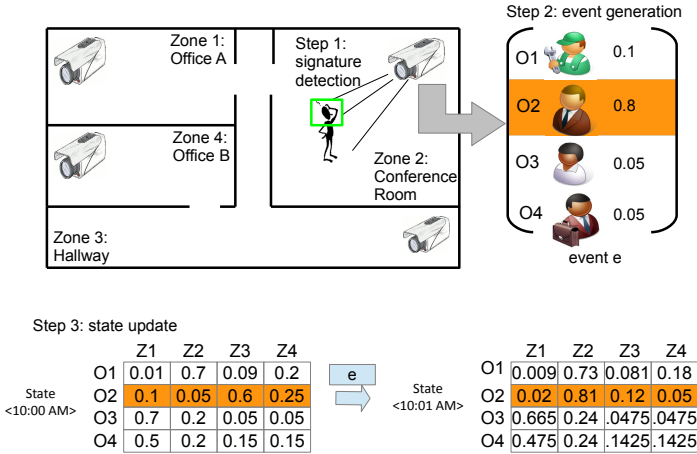 Step 2: event generation
Zone 1:
Office A
Step 1:
signature
detection
O1 0.1
O2 0.8
Zone 4:
Office B
Zone 2:
Conference
Room
O3 0.05
O4 0.05
Zone 3:
Hallway
event e
Step 3: state update
Z1 Z2 Z3 Z4
O1 0.01 0.7 0.09 0.2
O2 0.1 0.05 0.6 0.25
O3 0.7 0.2 0.05 0.05
O4 0.5 0.2 0.15 0.15
State
<10:00 AM>
e
State
<10:01 AM>
Z1 Z2 Z3 Z4
O1 0.009 0.73 0.081 0.18
O2 0.02 0.81 0.12 0.05
O3 0.665 0.24 .0475 .0475
O4 0.475 0.24 .1425 .1425